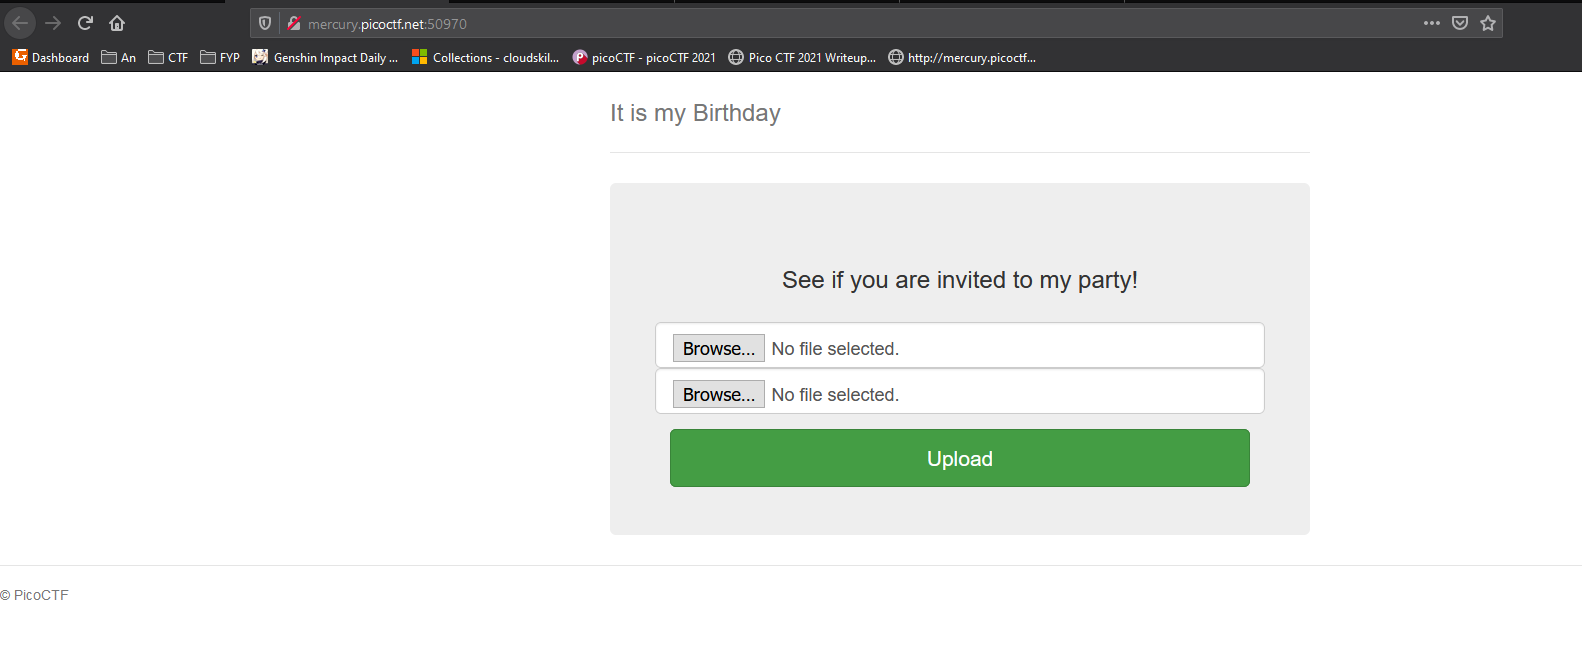 mercury.picoctf.net:50970
Dashboard An CTF FYP Genshin Impact Daily ... Collections - cloudskil... picoCTF - picoCTF 2021 Pico CTF 2021 Writeup... http://mercury.picoctf...
It is my Birthday
See if you are invited to my party!
Browse... No file selected.
Browse... No file selected.
Upload
© PicoCTF